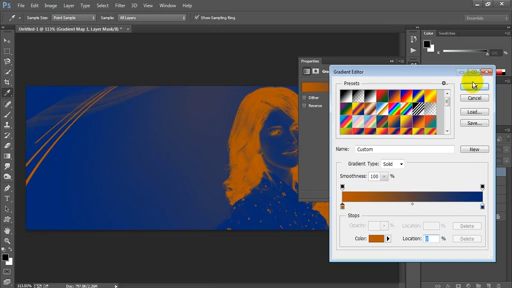 Ps File Edit Image Layer Type Select Filter 3D View Window Help
Sample Size: Point Sample Sample: All Layers Show Sampling Ring Essentials
Untitled-1 @ 112% (Gradient Map 1, Layer Mask/8) *
Properties
Color Swatches
Gradient Editor
Presets
Cancel
Load...
Save...
Dither
Reverse
Name: Custom New
Gradient Type: Solid
Smoothness: 100 %
Stops
Opacity: % Location: % Delete
Color: Location: % Delete